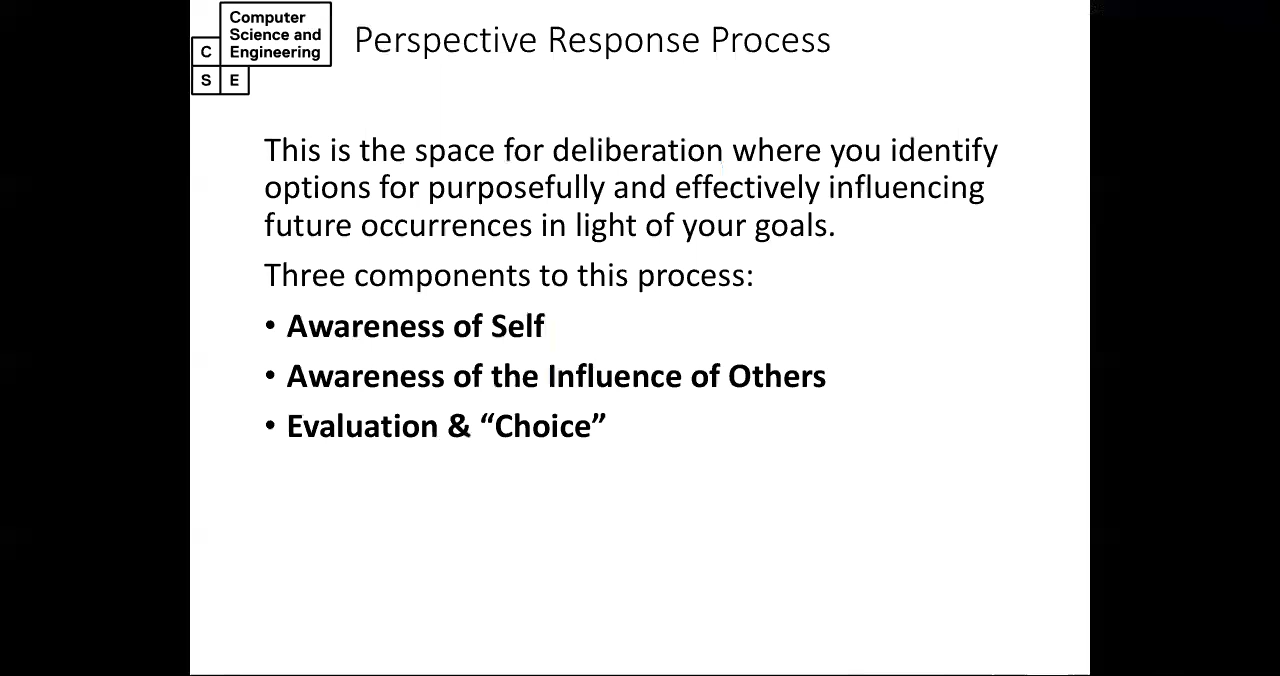 Computer
Science and
Engineering
C
S E
Perspective Response Process
This is the space for deliberation where you identify
options for purposefully and effectively influencing
future occurrences in light of your goals.
Three components to this process:
• Awareness of Self
• Awareness of the Influence of Others
• Evaluation & “Choice”